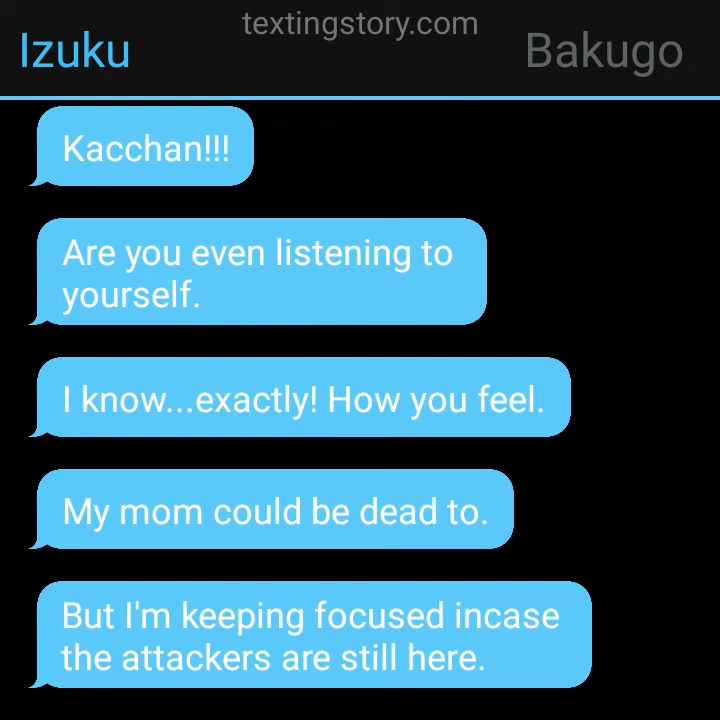 textingstory.com
Izuku
Bakugo
Kacchan!!!
Are you even listening to
yourself.
I know...exactly! How you feel.
My mom could be dead to.
But I'm keeping focused incase
the attackers are still here.